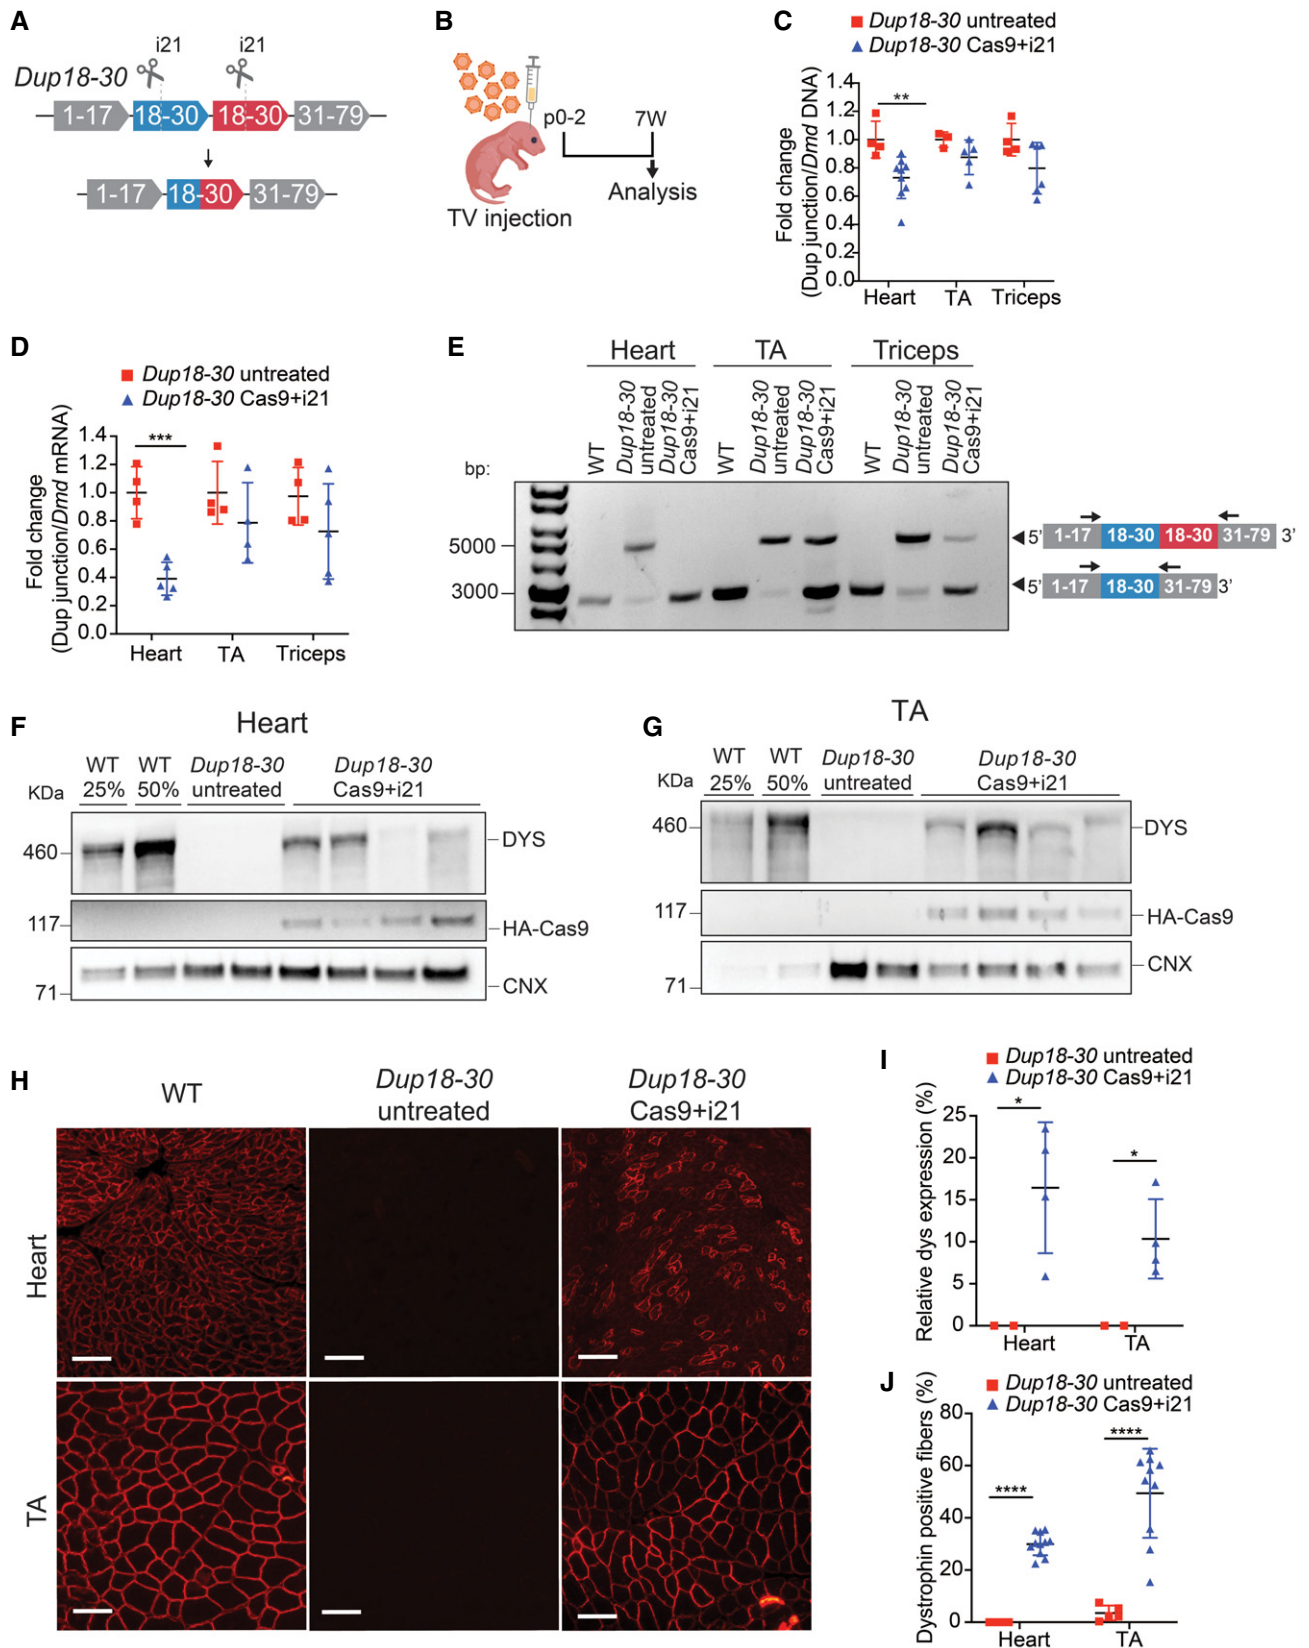 A
i21 i21
Dup18-30
1-17 18-30 18-30 31-79
1-17 18-30 31-79
B
p0-2 7W
Analysis
TV injection
C
Dup18-30 untreated
Dup18-30 Cas9+i21
Fold change
(Dup junction/Dmd DNA)
1.4
1.2
1.0
0.8
0.6
0.4
0.2
0.0
**
Heart TA Triceps
D
Dup18-30 untreated
Dup18-30 Cas9+i21
Fold change
(Dup junction/Dmd mRNA)
1.4
1.2
1.0
0.8
0.6
0.4
0.2
0.0
***
Heart TA Triceps
E
Heart TA Triceps
WT
Dup18-30
untreated
Dup18-30
Cas9+i21
WT
Dup18-30
untreated
Dup18-30
Cas9+i21
WT
Dup18-30
untreated
Dup18-30
Cas9+i21
bp:
5000
3000
5' 1-17 18-30 18-30 31-79 3'
5' 1-17 18-30 31-79 3'
F
Heart
WT WT Dup18-30 Dup18-30
KDa 25% 50% untreated Cas9+i21
460 DYS
117 HA-Cas9
71 CNX
G
TA
WT WT Dup18-30 Dup18-30
KDa 25% 50% untreated Cas9+i21
460 DYS
117 HA-Cas9
71 CNX
H
WT Dup18-30 Dup18-30
untreated Cas9+i21
Heart
TA
I
Dup18-30 untreated
Dup18-30 Cas9+i21
Relative dys expression (%)
25
20
15
10
5
0
* *
Heart TA
J
Dup18-30 untreated
Dup18-30 Cas9+i21
Dystrophin positive fibers (%)
80
60
40
20
0
**** ****
Heart TA